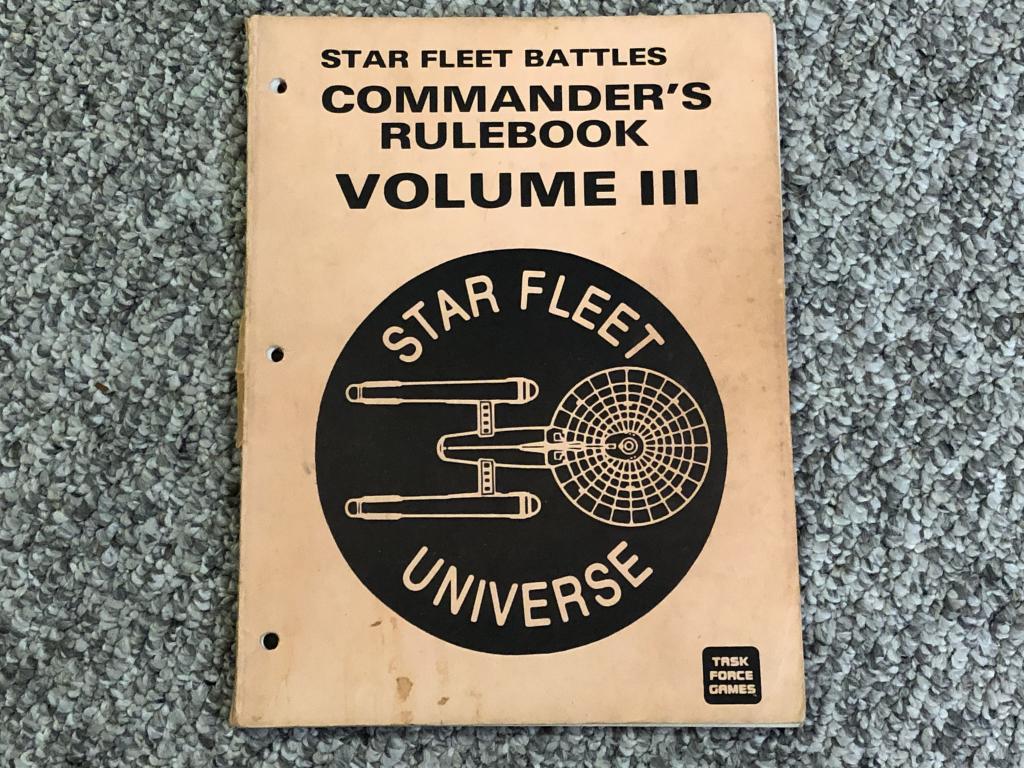 STAR FLEET BATTLES
COMMANDER'S
RULEBOOK
VOLUME III
STAR FLEET
UNIVERSE
TASK
FORCE
GAMES